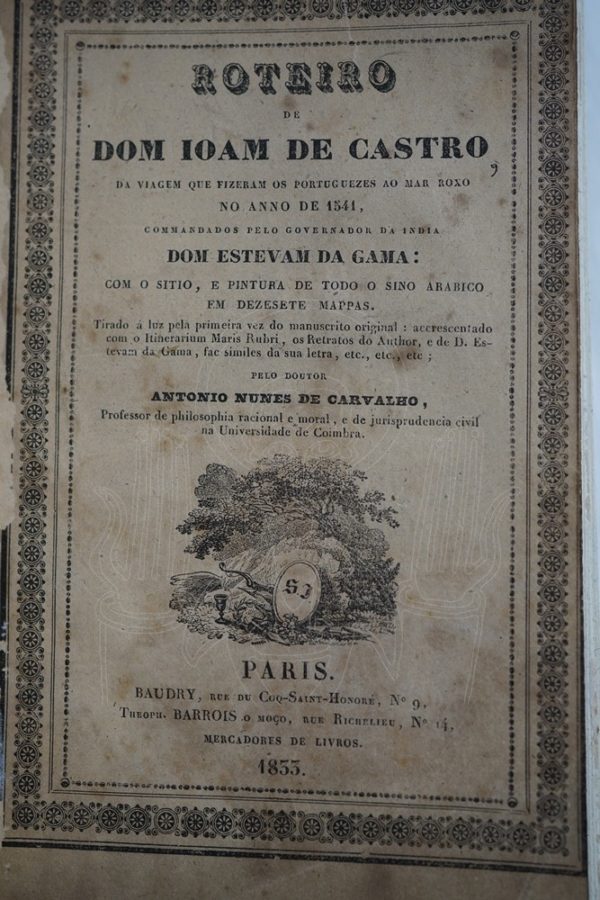 ROTEIRO
DE
DOM IOAM DE CASTRO,
DA VIAGEM QUE FIZERAM OS PORTUGUEZES AO MAR ROXO
NO ANNO DE 1541,
COMMANDADOS PELO GOVERNADOR DA INDIA
DOM ESTEVAM DA GAMA:
COM O SITIO, E PINTURA DE TODO O SINO ARABICO
EM DEZESETE MAPPAS.
Tirado á luz pela primeira vez do manuscrito original : accrescentado
com o Itinerarium Maris Rubri, os Retratos do Author, e de D. Es-
tevam da Gama, fac similes da sua letra, etc., etc., etc ;
PELO DOUTOR
ANTONIO NUNES DE CARVALHO,
Professor de philosophia racional e moral, e de jurisprudencia civil
na Universidade de Coimbra.
SJ
PARIS.
BAUDRY, RUE DU COQ-SAINT-HONORÉ, Nº 9,
THEOPH. BARROIS O MOÇO, RUE RICHELIEU, Nº 14,
MERCADORES DE LIVROS.
1833.